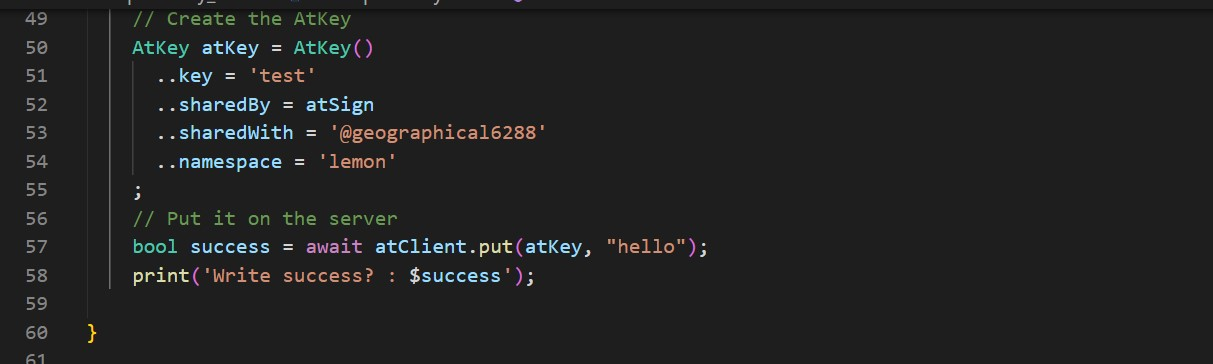 49 // Create the AtKey
50 AtKey atKey = AtKey()
51 ..key = 'test'
52 ..sharedBy = atSign
53 ..sharedWith = '@geographical6288'
54 ..namespace = 'lemon'
55 ;
56 // Put it on the server
57 bool success = await atClient.put(atKey, "hello");
58 print('Write success? : $success');
59
60 }
61